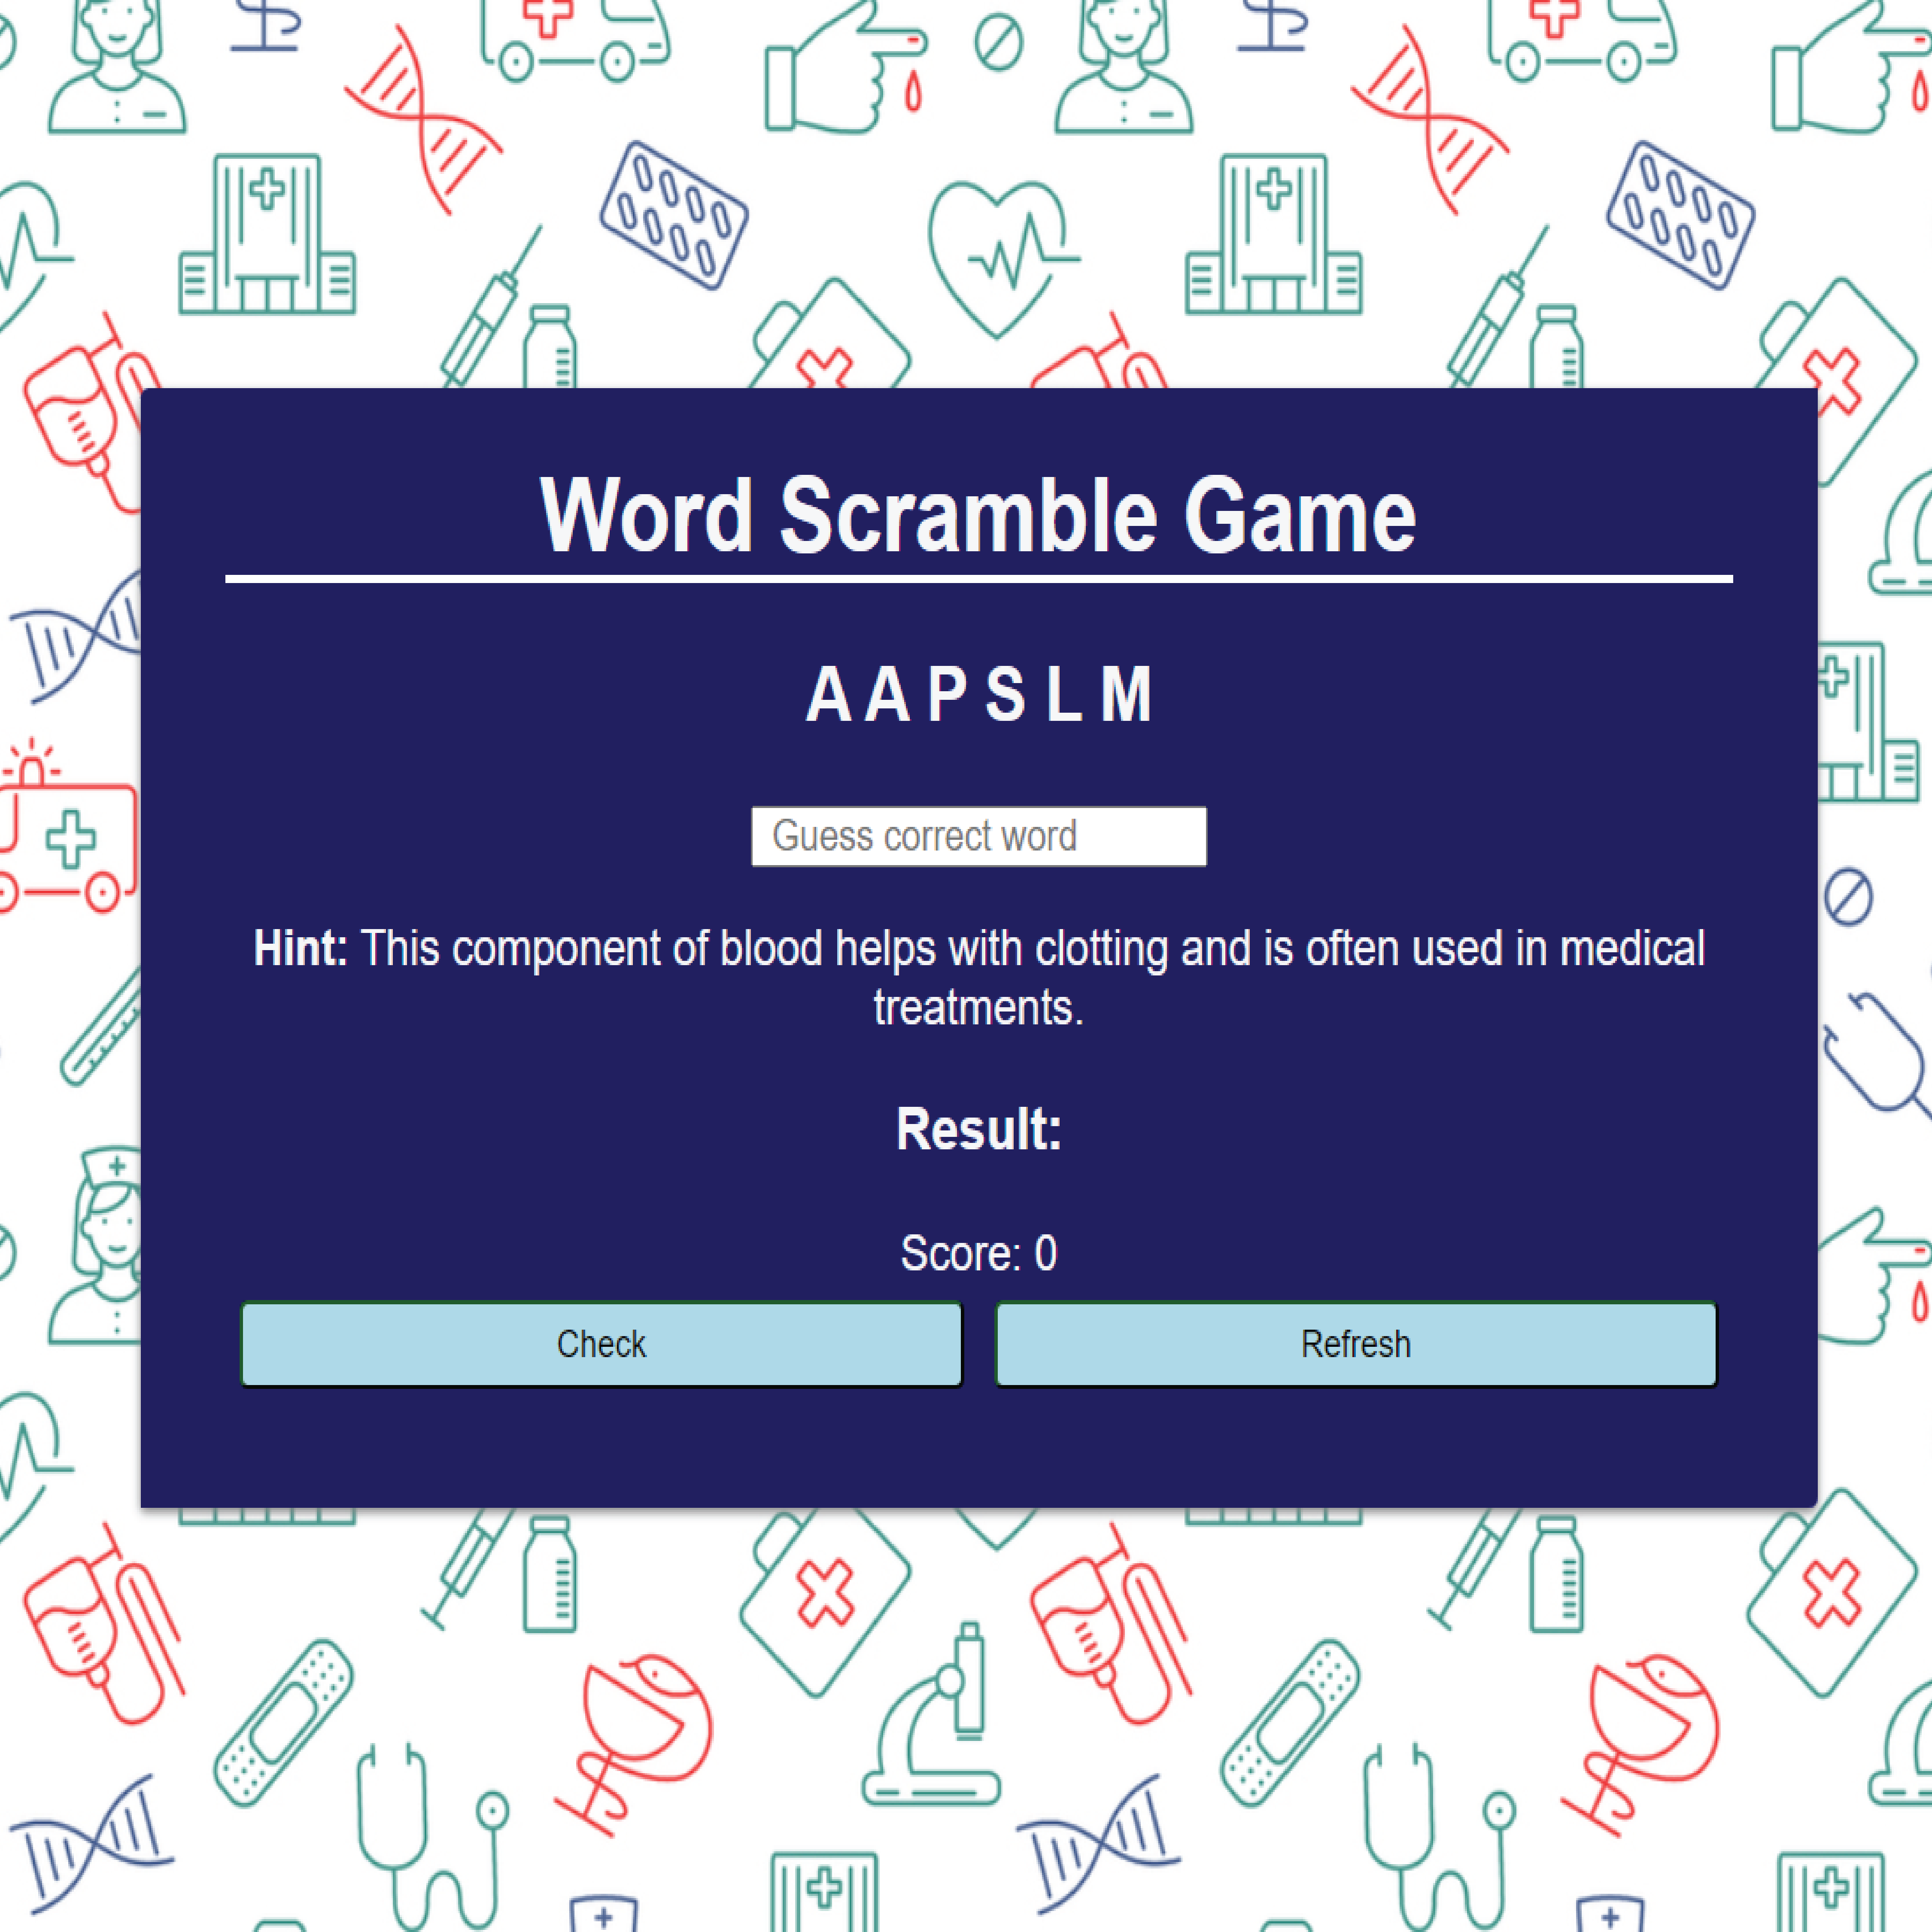 Word Scramble Game
A A P S L M
Guess correct word
Hint: This component of blood helps with clotting and is often used in medical
treatments.
Result:
Score: 0
Check Refresh